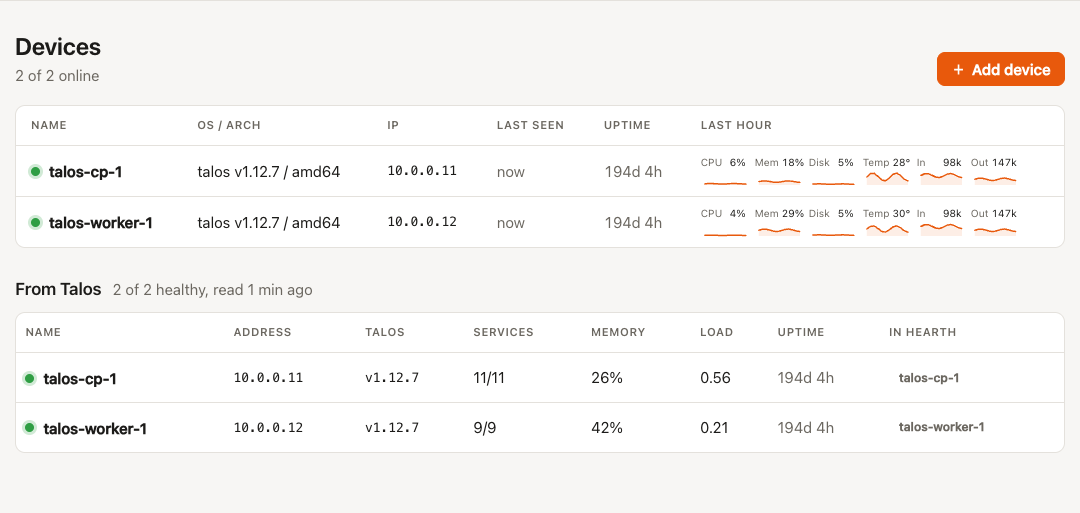 Devices
2 of 2 online
+ Add device
NAME OS / ARCH IP LAST SEEN UPTIME LAST HOUR
talos-cp-1 talos v1.12.7 / amd64 10.0.0.11 now 194d 4h CPU 6% Mem 18% Disk 5% Temp 28° In 98k Out 147k
talos-worker-1 talos v1.12.7 / amd64 10.0.0.12 now 194d 4h CPU 4% Mem 29% Disk 5% Temp 30° In 98k Out 147k
From Talos 2 of 2 healthy, read 1 min ago
NAME ADDRESS TALOS SERVICES MEMORY LOAD UPTIME IN HEARTH
talos-cp-1 10.0.0.11 v1.12.7 11/11 26% 0.56 194d 4h talos-cp-1
talos-worker-1 10.0.0.12 v1.12.7 9/9 42% 0.21 194d 4h talos-worker-1